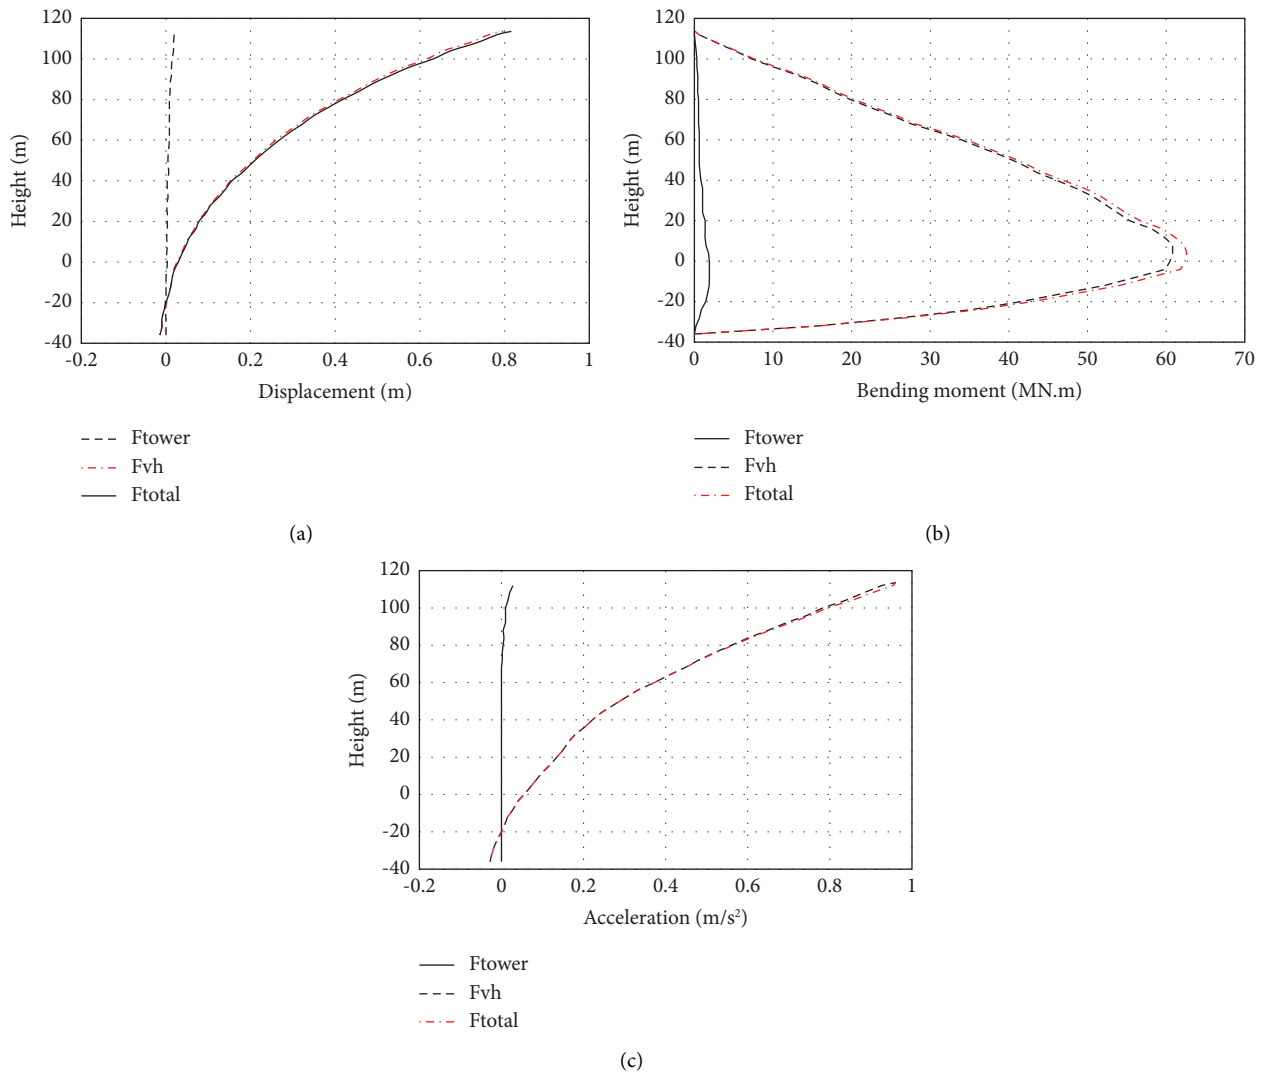 120
100
80
60
40
20
0
-20
-40
Height (m)
-0.2 0 0.2 0.4 0.6 0.8 1
Displacement (m)
Ftower
Fvh
Ftotal
(a)
120
100
80
60
40
20
0
-20
-40
Height (m)
0 10 20 30 40 50 60 70
Bending moment (MN.m)
Ftower
Fvh
Ftotal
(b)
120
100
80
60
40
20
0
-20
-40
Height (m)
-0.2 0 0.2 0.4 0.6 0.8 1
Acceleration (m/s²)
Ftower
Fvh
Ftotal
(c)